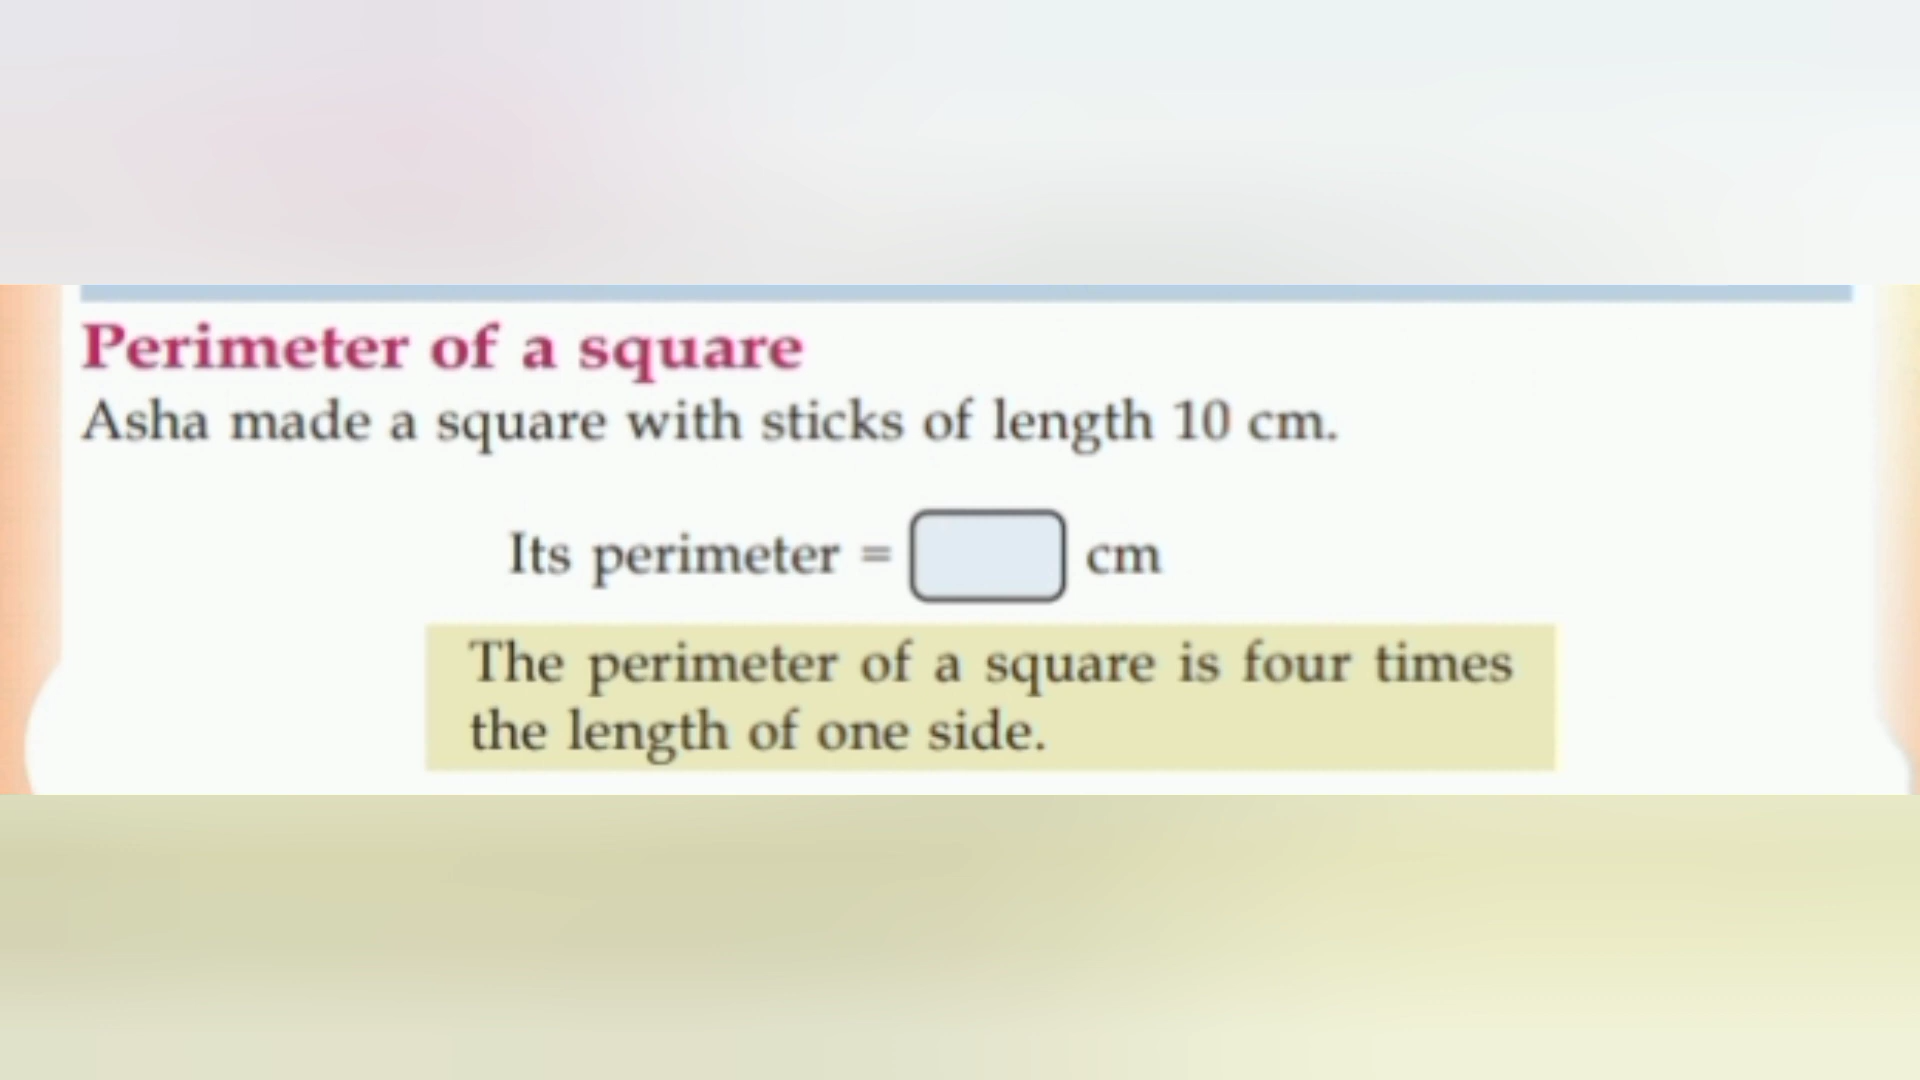 Perimeter of a square
Asha made a square with sticks of length 10 cm.
Its perimeter = cm
The perimeter of a square is four times
the length of one side.